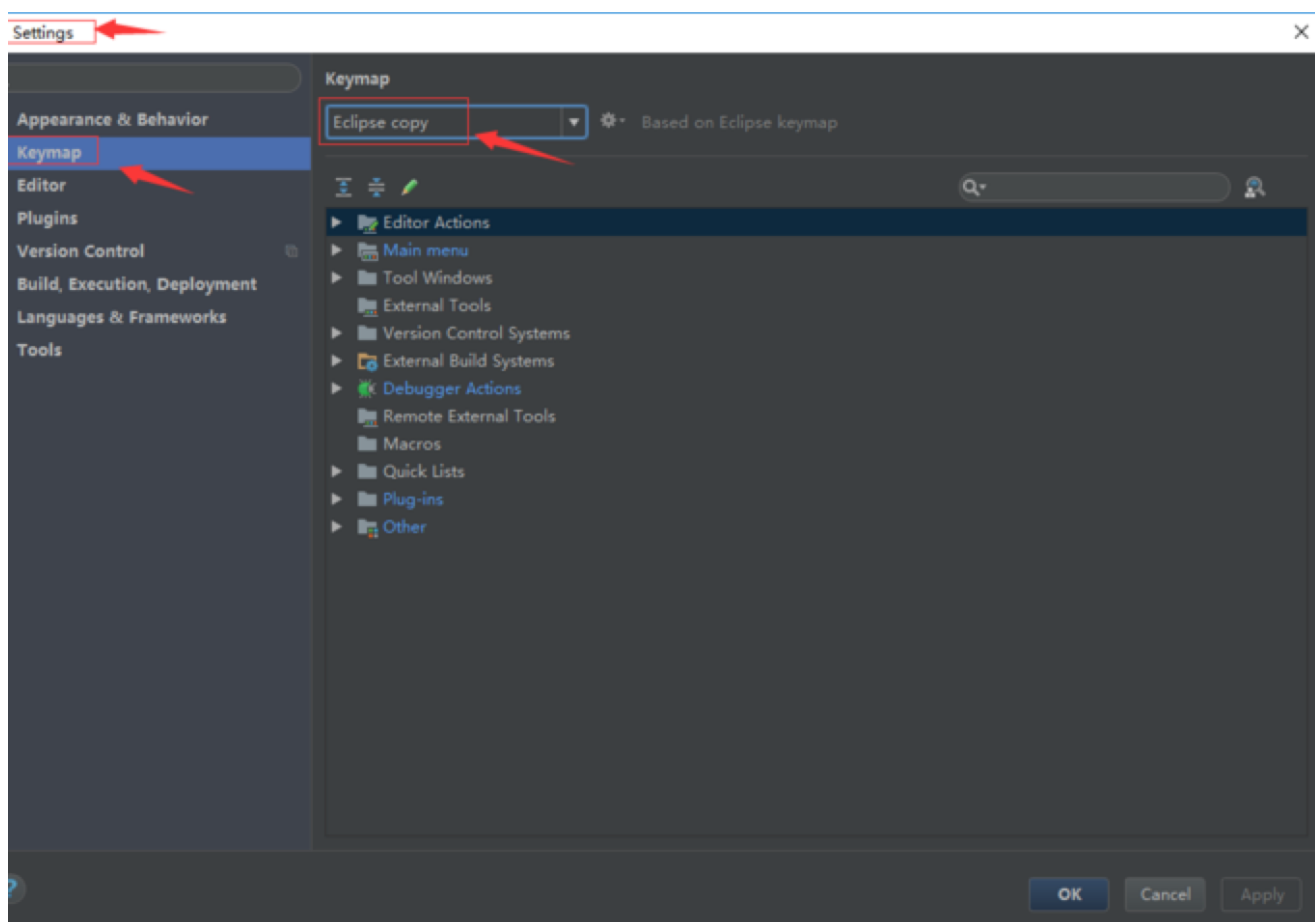 Settings
Keymap
Appearance & Behavior
Eclipse copy
Based on Eclipse keymap
Keymap
Editor
Plugins
Version Control
Build, Execution, Deployment
Languages & Frameworks
Tools
Editor Actions
Main menu
Tool Windows
External Tools
Version Control Systems
External Build Systems
Debugger Actions
Remote External Tools
Macros
Quick Lists
Plug-ins
Other
?
OK
Cancel
Apply